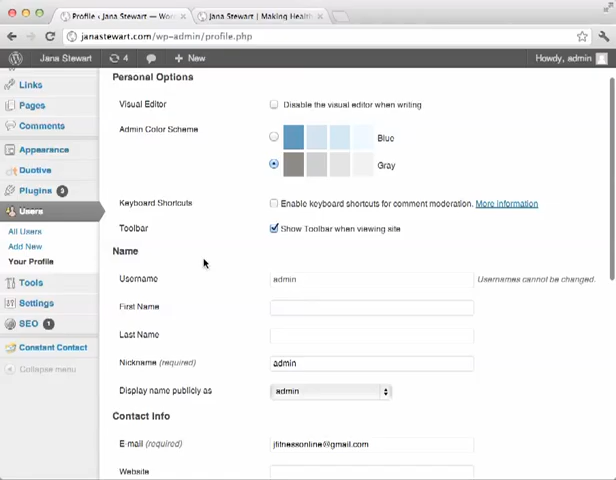 Profile ‹ Jana Stewart — Wor
Jana Stewart | Making Health
janastewart.com/wp-admin/profile.php
Jana Stewart 4 + New Howdy, admin
Links
Pages
Comments
Appearance
Duotive
Plugins 9
Users
All Users
Add New
Your Profile
Tools
Settings
SEO 1
Constant Contact
Collapse menu
Personal Options
Visual Editor Disable the visual editor when writing
Admin Color Scheme
Blue
Gray
Keyboard Shortcuts Enable keyboard shortcuts for comment moderation. More information
Toolbar Show Toolbar when viewing site
Name
Username admin Usernames cannot be changed.
First Name
Last Name
Nickname (required) admin
Display name publicly as admin
Contact Info
E-mail (required) jfitnessonline@gmail.com
Website